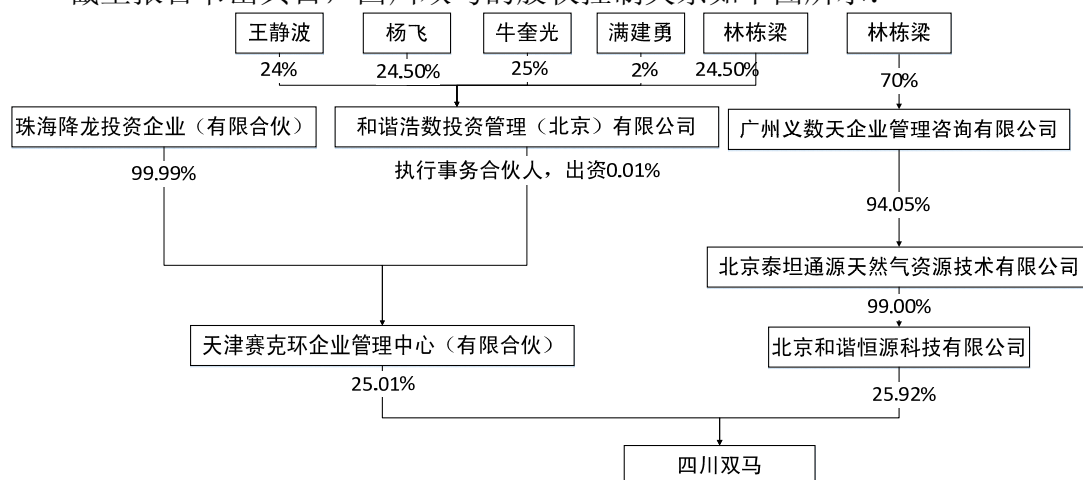 王静波 杨飞 牛奎光 满建勇 林栋梁 林栋梁
24% 24.50% 25% 2% 24.50% 70%
珠海降龙投资企业（有限合伙） 和谐浩数投资管理（北京）有限公司 广州义数天企业管理咨询有限公司
99.99% 执行事务合伙人，出资0.01%
94.05%
北京泰坦通源天然气资源技术有限公司
99.00%
天津赛克环企业管理中心（有限合伙） 北京和谐恒源科技有限公司
25.01% 25.92%
四川双马